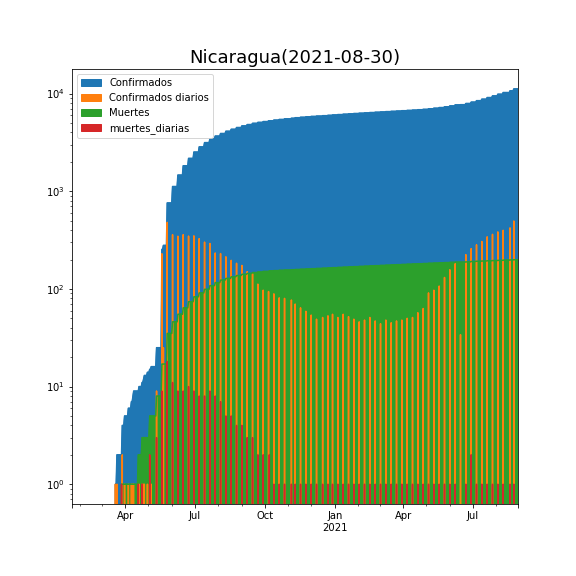 Nicaragua(2021-08-30)
Confirmados
Confirmados diarios
Muertes
muertes_diarias
10⁴
10³
10²
10¹
10⁰
Apr Jul Oct Jan Apr Jul
2021